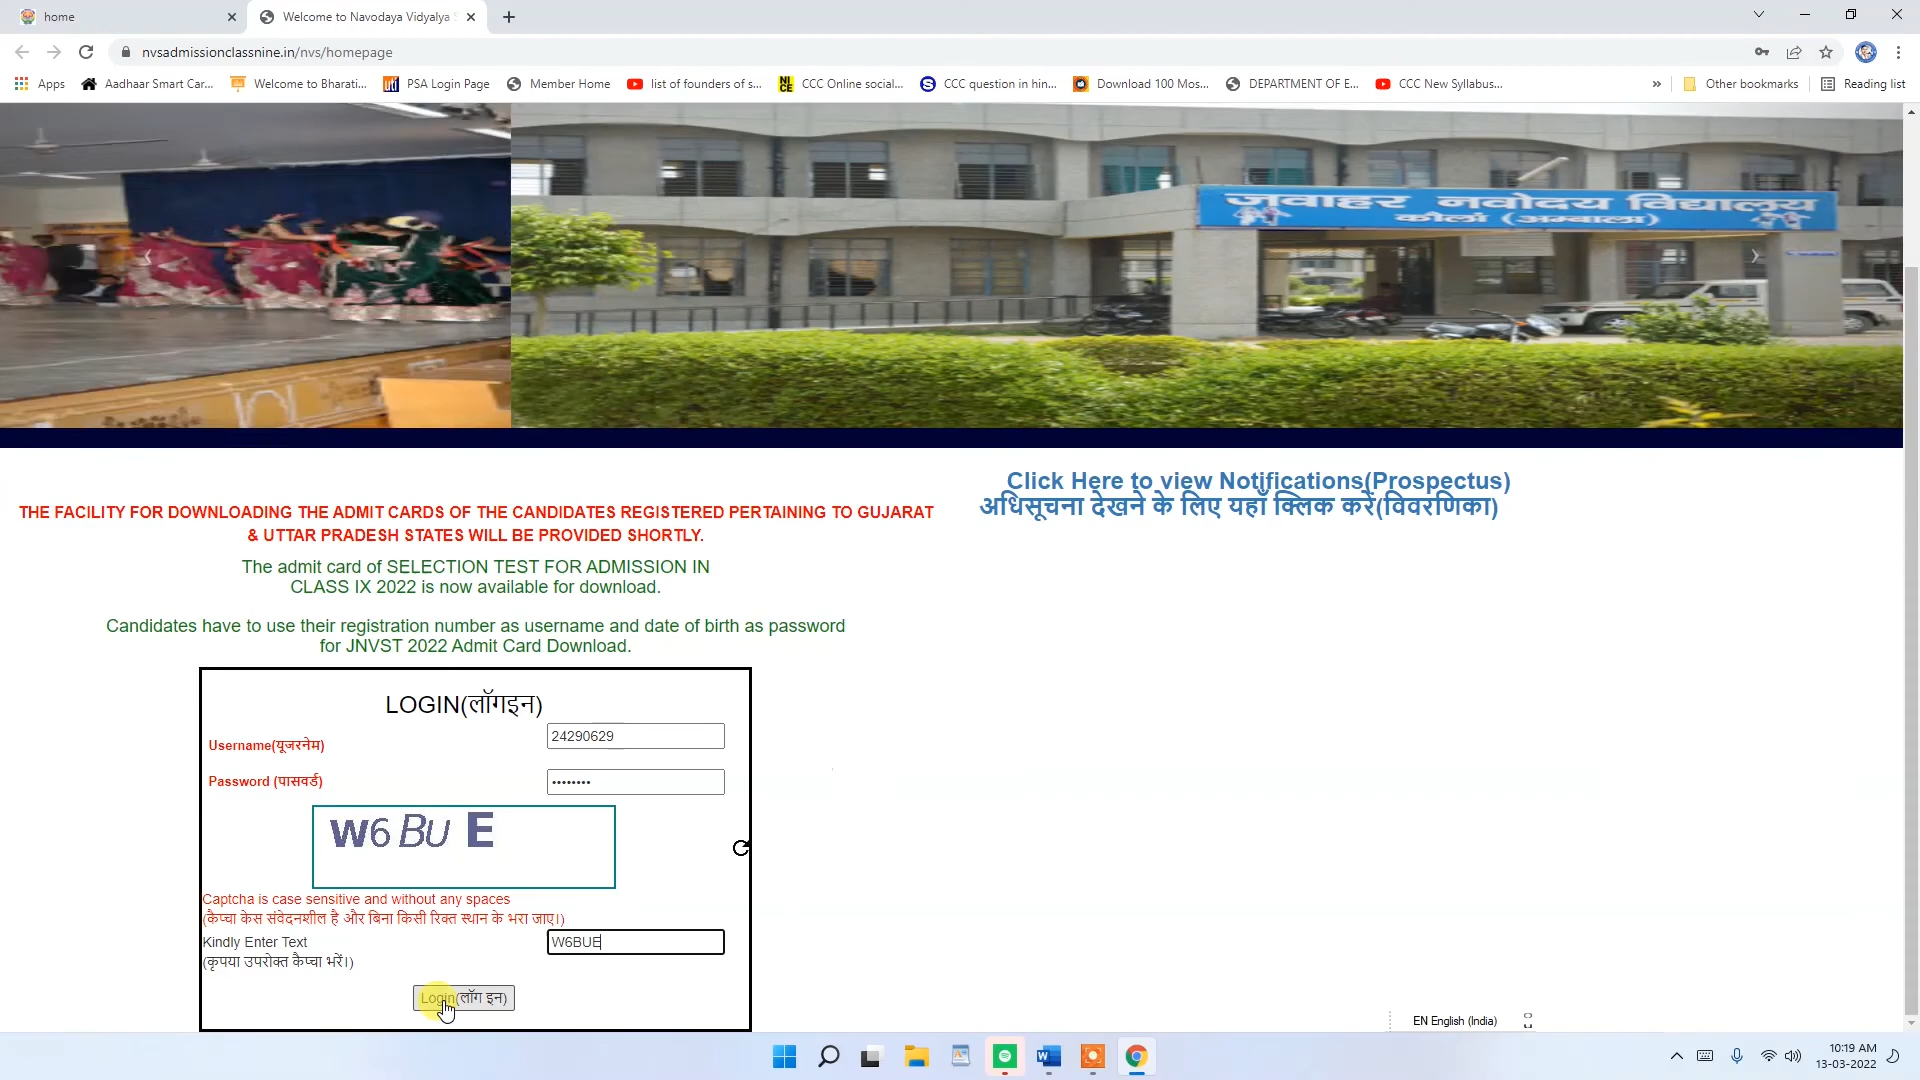 home
Welcome to Navodaya Vidyalya S
nvsadmissionclassnine.in/nvs/homepage
Apps
Aadhaar Smart Car...
Welcome to Bharati...
PSA Login Page
Member Home
list of founders of s...
CCC Online social...
CCC question in hin...
Download 100 Mos...
DEPARTMENT OF E...
CCC New Syllabus...
Other bookmarks
Reading list
जवाहर नवोदय विद्यालय
कौलां (अम्बाला)
Click Here to view Notifications(Prospectus)
अधिसूचना देखने के लिए यहाँ क्लिक करें(विवरणिका)
THE FACILITY FOR DOWNLOADING THE ADMIT CARDS OF THE CANDIDATES REGISTERED PERTAINING TO GUJARAT
& UTTAR PRADESH STATES WILL BE PROVIDED SHORTLY.
The admit card of SELECTION TEST FOR ADMISSION IN
CLASS IX 2022 is now available for download.
Candidates have to use their registration number as username and date of birth as password
for JNVST 2022 Admit Card Download.
LOGIN(लॉगइन)
Username(यूजरनेम)
24290629
Password (पासवर्ड)
••••••••
W6BuE
Captcha is case sensitive and without any spaces
(कैप्चा केस संवेदनशील है और बिना किसी रिक्त स्थान के भरा जाए।)
Kindly Enter Text
W6BUE
(कृपया उपरोक्त कैप्चा भरें।)
Login(लॉग इन)
EN English (India)
10:19 AM
13-03-2022